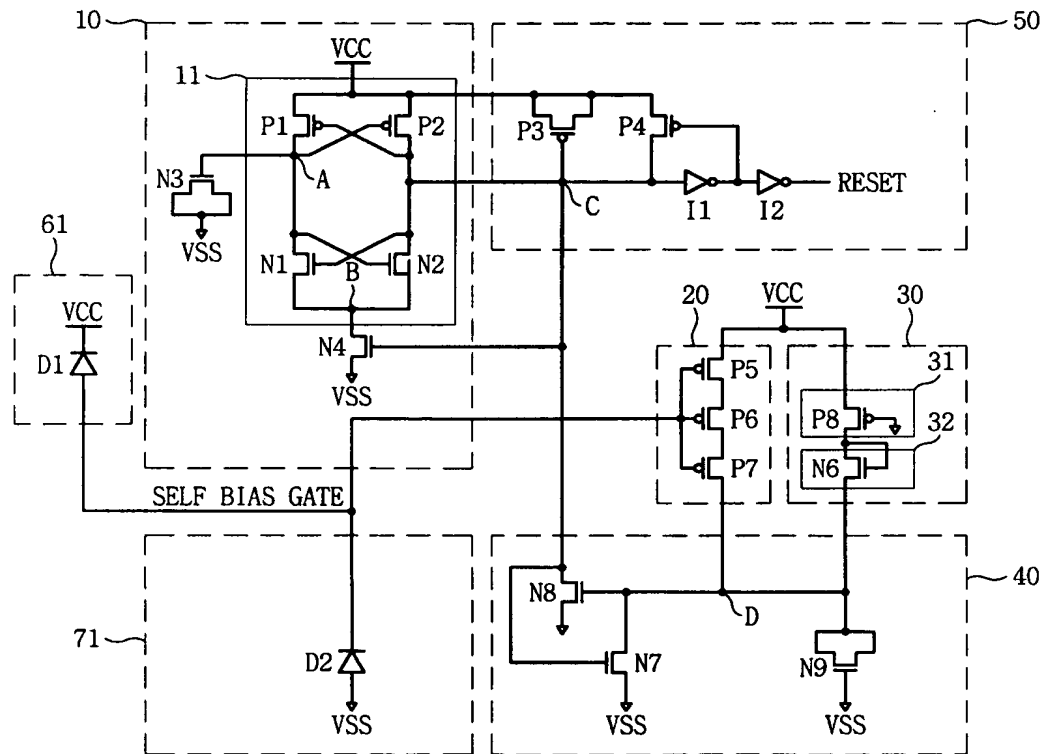 10
50
VCC
11
P1
P2
P3
P4
N3
A
C
I1
I2
RESET
VSS
61
N1
B
N2
VCC
VCC
20
30
D1
N4
P5
31
VSS
P6
P8
32
P7
N6
SELF BIAS GATE
N8
D
40
71
D2
N7
N9
VSS
VSS
VSS